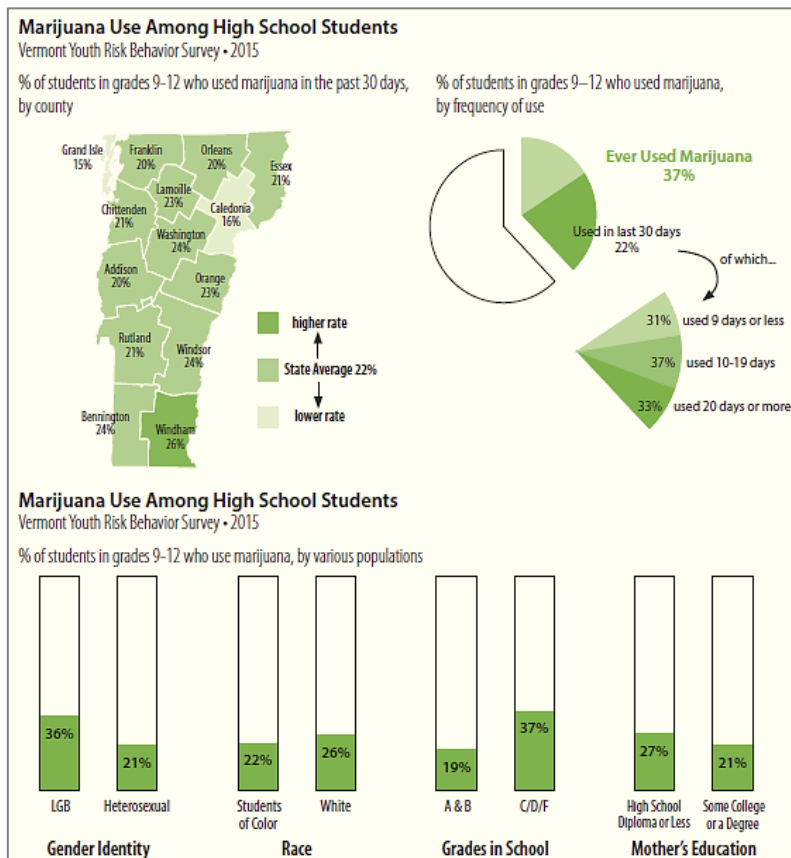 Marijuana Use Among High School Students
Vermont Youth Risk Behavior Survey • 2015
% of students in grades 9-12 who used marijuana in the past 30 days,
by county
Grand Isle
15%
Franklin
20%
Orleans
20%
Essex
21%
Lamoille
23%
Caledonia
16%
Chittenden
21%
Washington
24%
Addison
20%
Orange
23%
Rutland
21%
Windsor
24%
Bennington
24%
Windham
26%
higher rate
State Average 22%
lower rate
% of students in grades 9–12 who used marijuana,
by frequency of use
Ever Used Marijuana
37%
Used in last 30 days
22%
of which...
31% used 9 days or less
37% used 10-19 days
33% used 20 days or more
Marijuana Use Among High School Students
Vermont Youth Risk Behavior Survey • 2015
% of students in grades 9-12 who use marijuana, by various populations
36%
21%
22%
26%
19%
37%
27%
21%
LGB
Heterosexual
Students
of Color
White
A & B
C/D/F
High School
Diploma or Less
Some College
or a Degree
Gender Identity
Race
Grades in School
Mother's Education